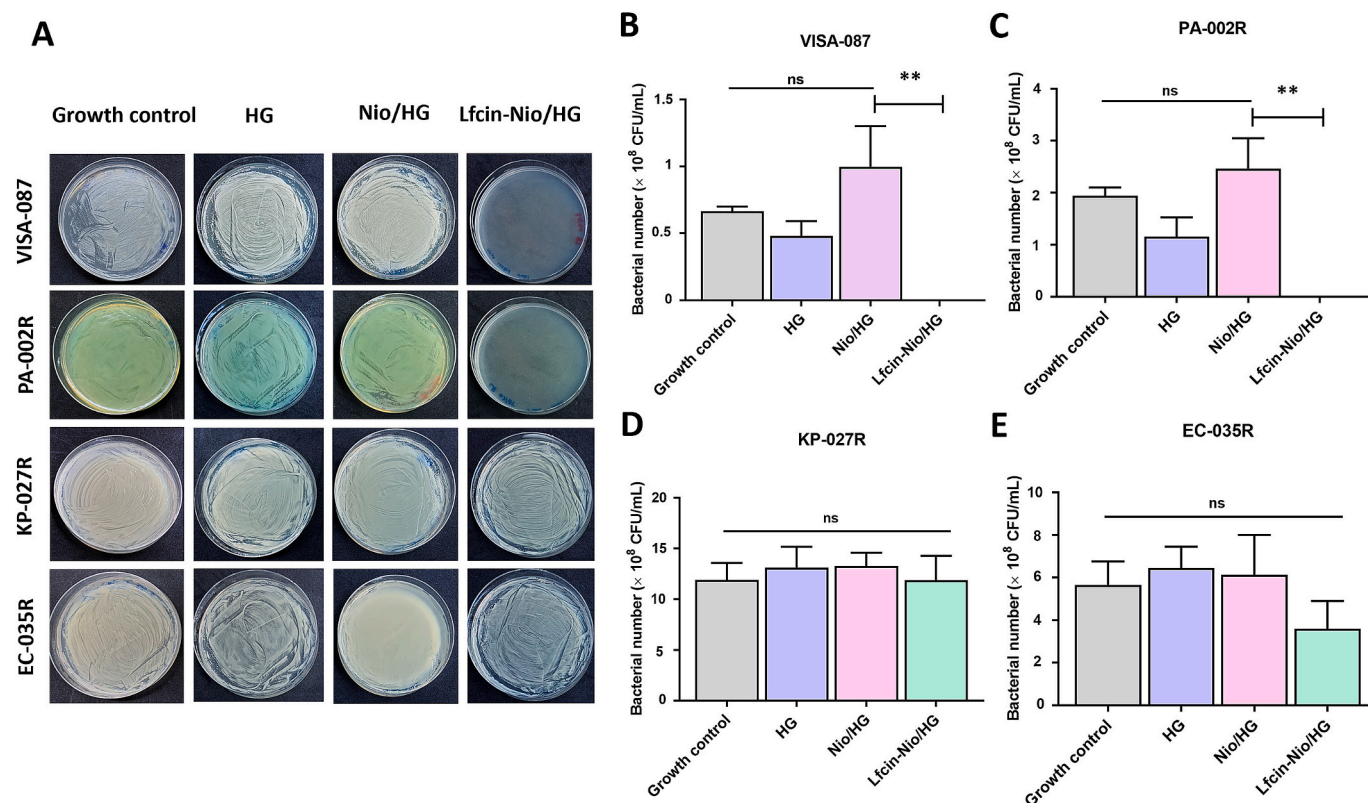 A
Growth control
HG
Nio/HG
Lfcin-Nio/HG
VISA-087
PA-002R
KP-027R
EC-035R
B
VISA-087
ns
**
Bacterial number (× 10⁸ CFU/mL)
1.5
1
0.5
0
Growth control
HG
Nio/HG
Lfcin-Nio/HG
C
PA-002R
ns
**
Bacterial number (× 10⁸ CFU/mL)
4
3
2
1
0
Growth control
HG
Nio/HG
Lfcin-Nio/HG
D
KP-027R
ns
Bacterial number (× 10⁸ CFU/mL)
20
15
10
5
0
Growth control
HG
Nio/HG
Lfcin-Nio/HG
E
EC-035R
ns
Bacterial number (× 10⁸ CFU/mL)
10
8
6
4
2
0
Growth control
HG
Nio/HG
Lfcin-Nio/HG